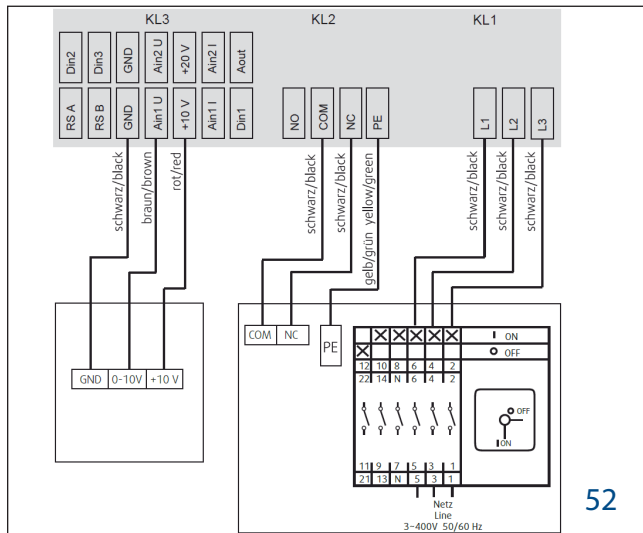 KL3 KL2 KL1
Din2 Din3 GND Ain2 U +20 V Ain2 I Aout
RS A RS B GND Ain1 U +10 V Ain1 I Din1
NO COM NC PE
L1 L2 L3
schwarz/black
braun/brown
rot/red
schwarz/black
schwarz/black
gelb/grün yellow/green
schwarz/black
schwarz/black
schwarz/black
GND 0-10V +10 V
COM NC
PE
I ON
O OFF
12 10 8 6 4 2
22 14 N 6 4 2
OFF
ION
11 9 7 5 3 1
21 13 N 5 3 1
Netz
Line
3~400V 50/60 Hz
52